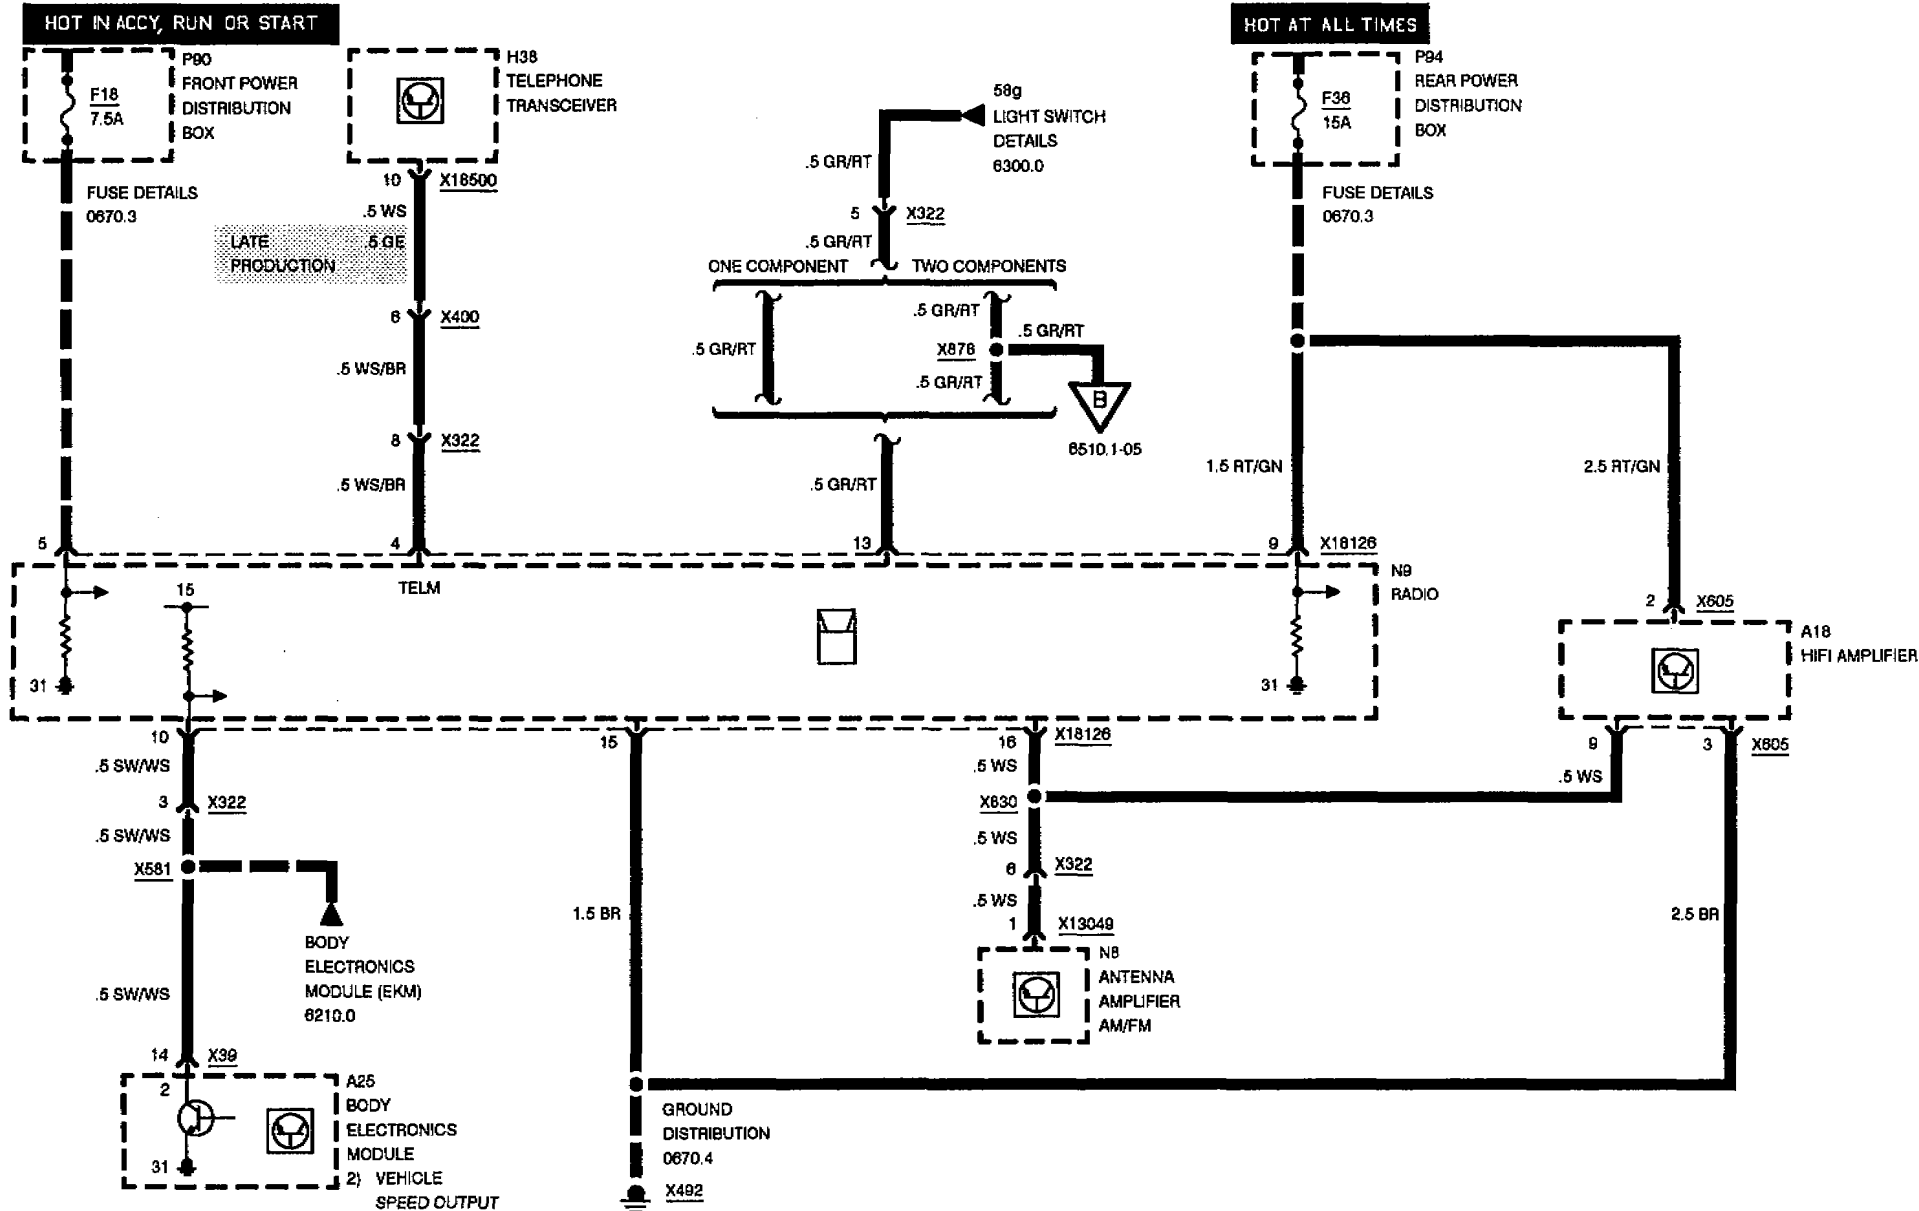 HOT IN ACCY, RUN OR START
HOT AT ALL TIMES
P90
FRONT POWER
DISTRIBUTION
BOX
F18
7.5A
FUSE DETAILS
0670.3
H38
TELEPHONE
TRANSCEIVER
10
X18500
.5 WS
LATE .5 GE
PRODUCTION
6
X400
.5 WS/BR
8
X322
.5 WS/BR
58g
LIGHT SWITCH
DETAILS
6300.0
.5 GR/RT
5
X322
.5 GR/RT
ONE COMPONENT
TWO COMPONENTS
.5 GR/RT
.5 GR/RT
.5 GR/RT
X876
.5 GR/RT
B
6510.1-05
.5 GR/RT
P94
REAR POWER
DISTRIBUTION
BOX
F36
15A
FUSE DETAILS
0670.3
1.5 RT/GN
2.5 RT/GN
5
4
13
9
X18126
N9
RADIO
TELM
15
31
31
2
X605
A18
HIFI AMPLIFIER
10
15
16
X18126
9
3
X605
.5 SW/WS
3
X322
.5 SW/WS
X581
BODY
ELECTRONICS
MODULE (EKM)
6210.0
.5 SW/WS
14
X39
2
31
A25
BODY
ELECTRONICS
MODULE
2) VEHICLE
SPEED OUTPUT
1.5 BR
GROUND
DISTRIBUTION
0670.4
X492
.5 WS
X830
.5 WS
6
X322
.5 WS
1
X13049
N8
ANTENNA
AMPLIFIER
AM/FM
.5 WS
2.5 BR